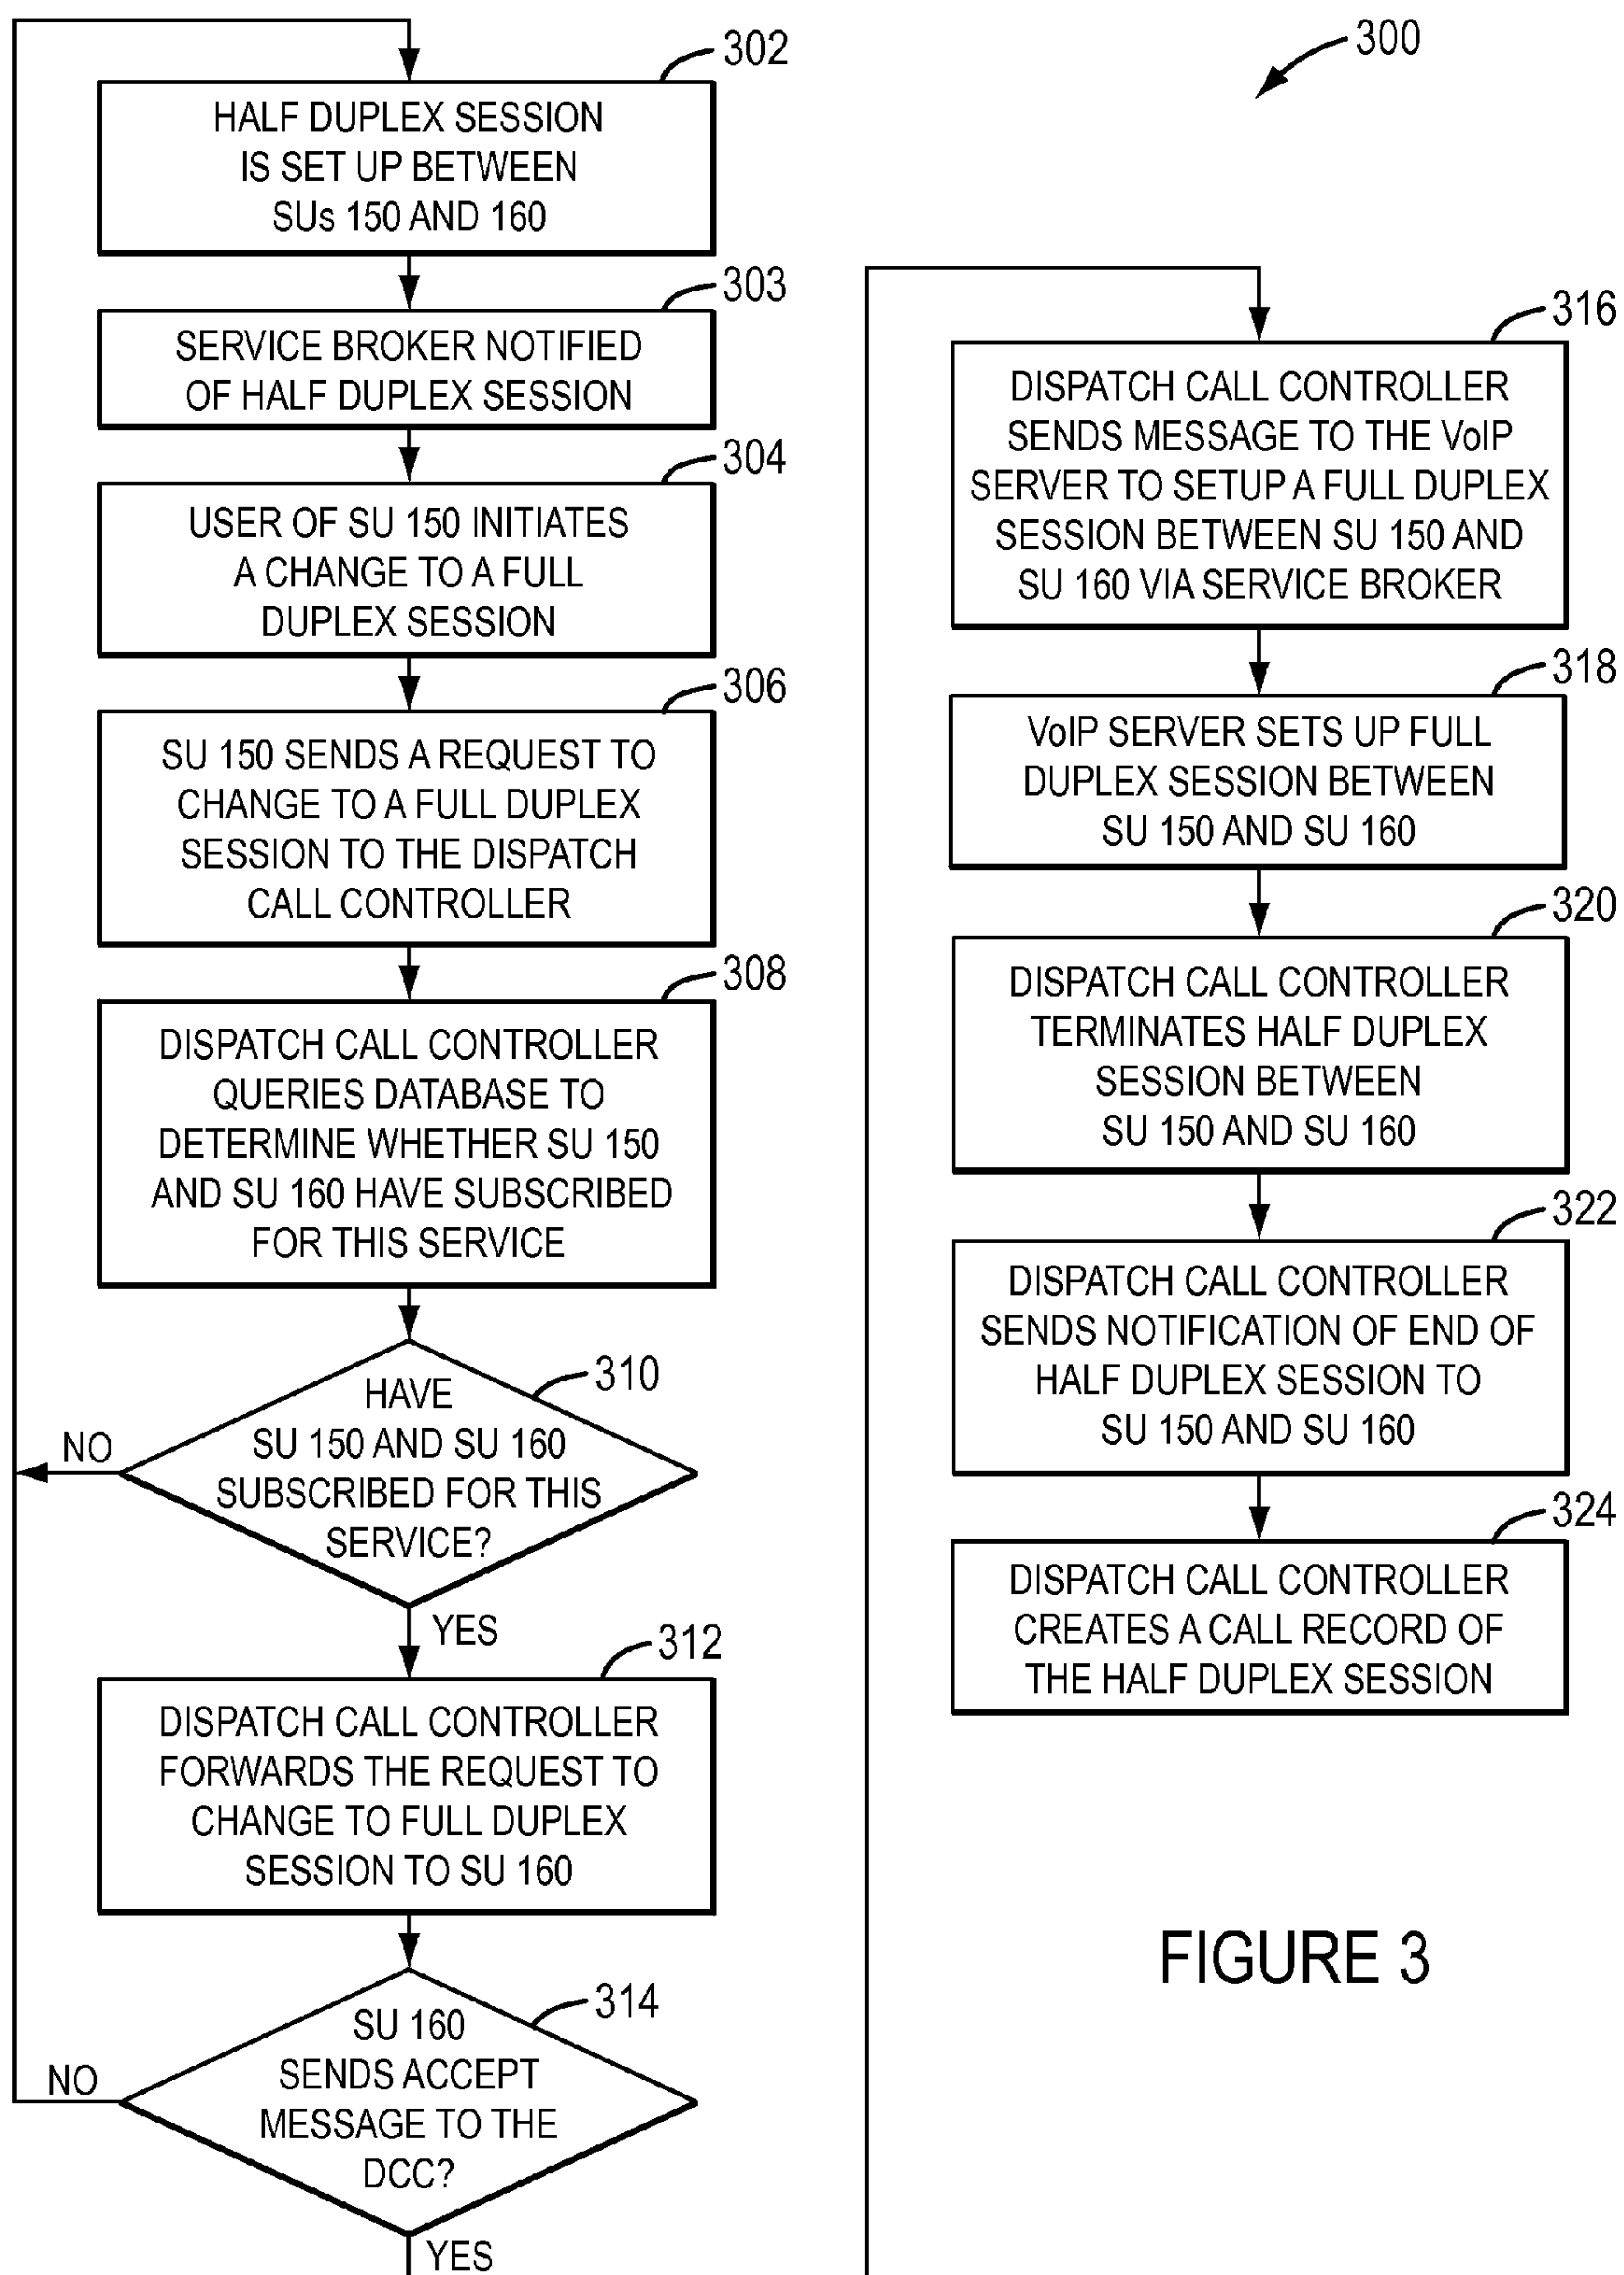 302
HALF DUPLEX SESSION
IS SET UP BETWEEN
SUs 150 AND 160
303
SERVICE BROKER NOTIFIED
OF HALF DUPLEX SESSION
304
USER OF SU 150 INITIATES
A CHANGE TO A FULL
DUPLEX SESSION
306
SU 150 SENDS A REQUEST TO
CHANGE TO A FULL DUPLEX
SESSION TO THE DISPATCH
CALL CONTROLLER
308
DISPATCH CALL CONTROLLER
QUERIES DATABASE TO
DETERMINE WHETHER SU 150
AND SU 160 HAVE SUBSCRIBED
FOR THIS SERVICE
310
HAVE
SU 150 AND SU 160
SUBSCRIBED FOR THIS
SERVICE?
NO
YES
312
DISPATCH CALL CONTROLLER
FORWARDS THE REQUEST TO
CHANGE TO FULL DUPLEX
SESSION TO SU 160
314
SU 160
SENDS ACCEPT
MESSAGE TO THE
DCC?
NO
YES
300
316
DISPATCH CALL CONTROLLER
SENDS MESSAGE TO THE VoIP
SERVER TO SETUP A FULL DUPLEX
SESSION BETWEEN SU 150 AND
SU 160 VIA SERVICE BROKER
318
VoIP SERVER SETS UP FULL
DUPLEX SESSION BETWEEN
SU 150 AND SU 160
320
DISPATCH CALL CONTROLLER
TERMINATES HALF DUPLEX
SESSION BETWEEN
SU 150 AND SU 160
322
DISPATCH CALL CONTROLLER
SENDS NOTIFICATION OF END OF
HALF DUPLEX SESSION TO
SU 150 AND SU 160
324
DISPATCH CALL CONTROLLER
CREATES A CALL RECORD OF
THE HALF DUPLEX SESSION
FIGURE 3